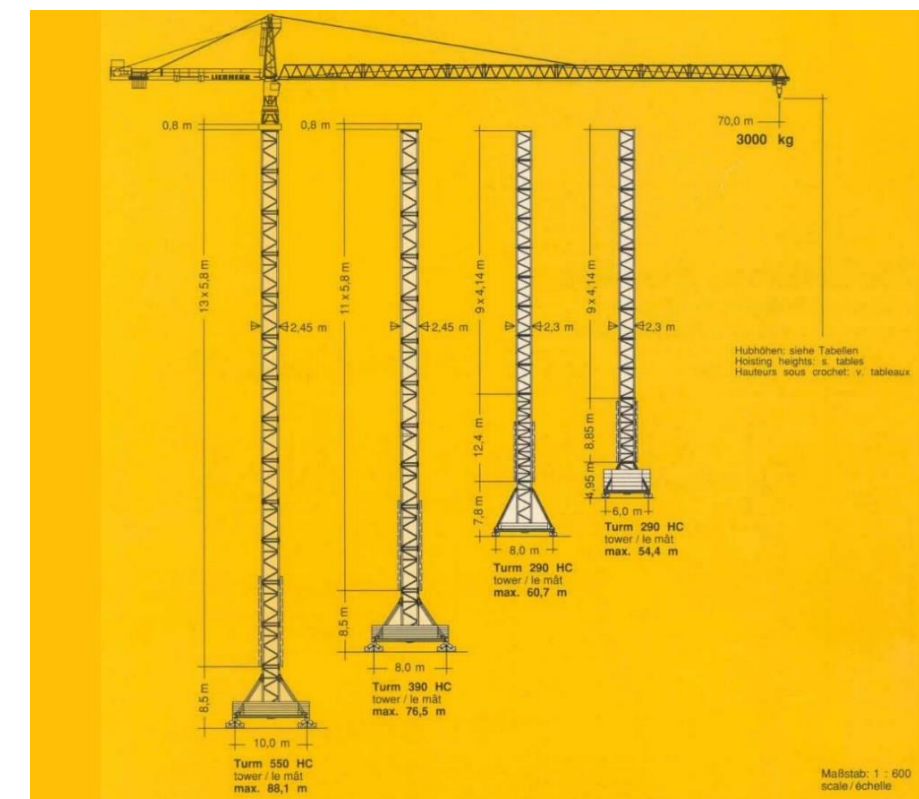 LIEBHERR
0,8 m
0,8 m
70,0 m
3000 kg
13 x 5,8 m
11 x 5,8 m
9 x 4,14 m
9 x 4,14 m
2,45 m
2,45 m
2,3 m
2,3 m
Hubhöhen: siehe Tabellen
Hoisting heights: s. tables
Hauteurs sous crochet: v. tableaux
12,4 m
8,85 m
4,95 m
7,8 m
6,0 m
Turm 290 HC
tower / le mât
max. 54,4 m
8,0 m
Turm 290 HC
tower / le mât
max. 60,7 m
8,5 m
8,0 m
Turm 390 HC
tower / le mât
max. 76,5 m
8,5 m
10,0 m
Turm 550 HC
tower / le mât
max. 88,1 m
Maßstab: 1 : 600
scale / échelle